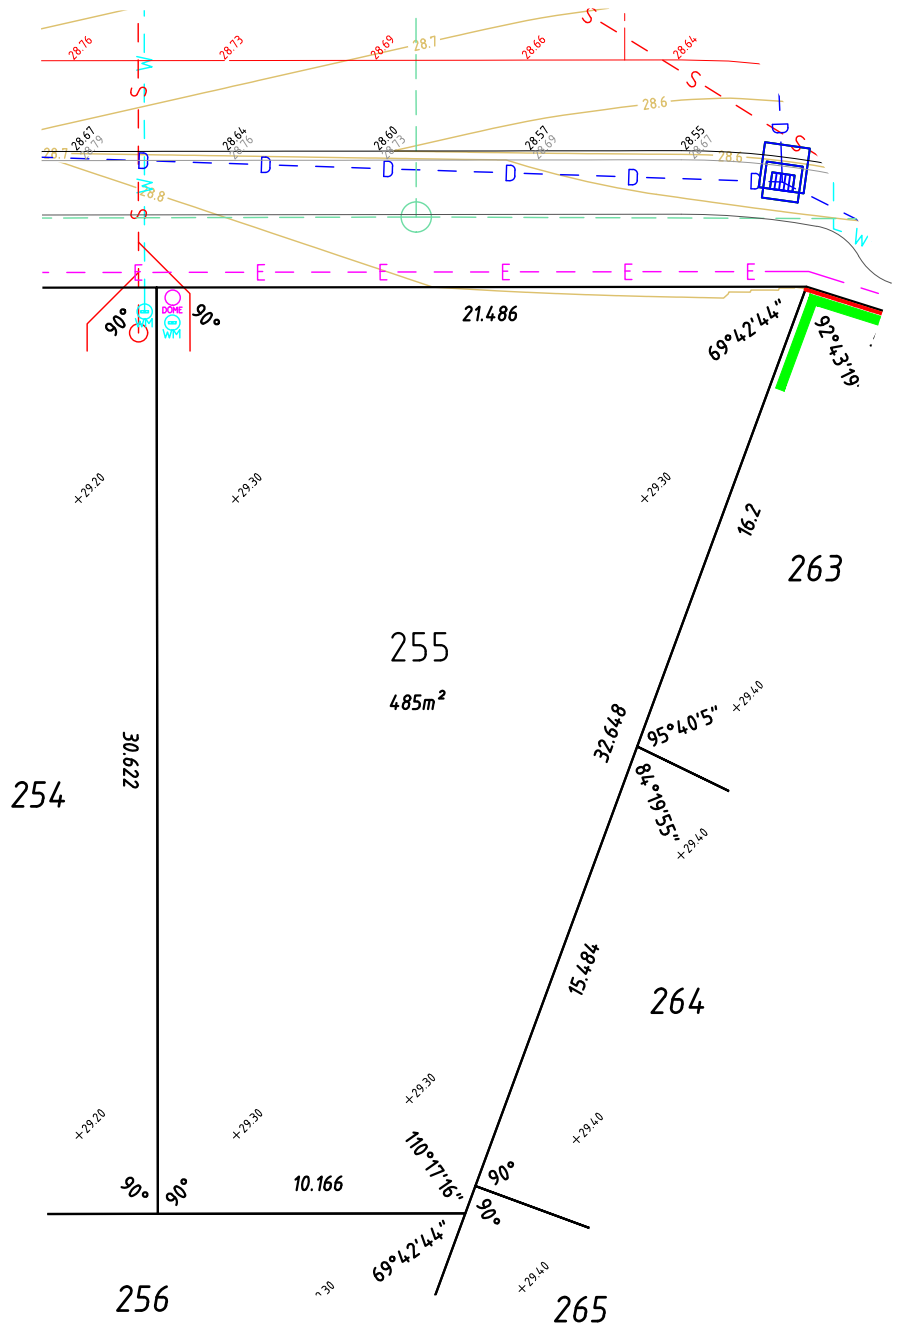 S
28.76
28.73
28.69
28.7
28.66
28.64
W
S
S
28.6
28.67
28.79
28.64
28.76
28.60
28.73
28.57
28.69
28.55
28.67
D
S
28.7
28.6
D
D
D
D
D
D
W
28.8
S
W
E
E
E
E
E
E
DOME
WM
WM
90°
90°
21.486
69°42'44"
92°43'19
+29.20
+29.30
+29.30
16.2
263
255
485m²
+29.40
95°40'5"
32.648
30.622
254
84°19'55"
+29.40
15.484
264
+29.30
+29.20
+29.30
+29.40
110°17'16"
90°
90°
90°
10.166
90°
69°42'44"
+29.40
.30
256
265